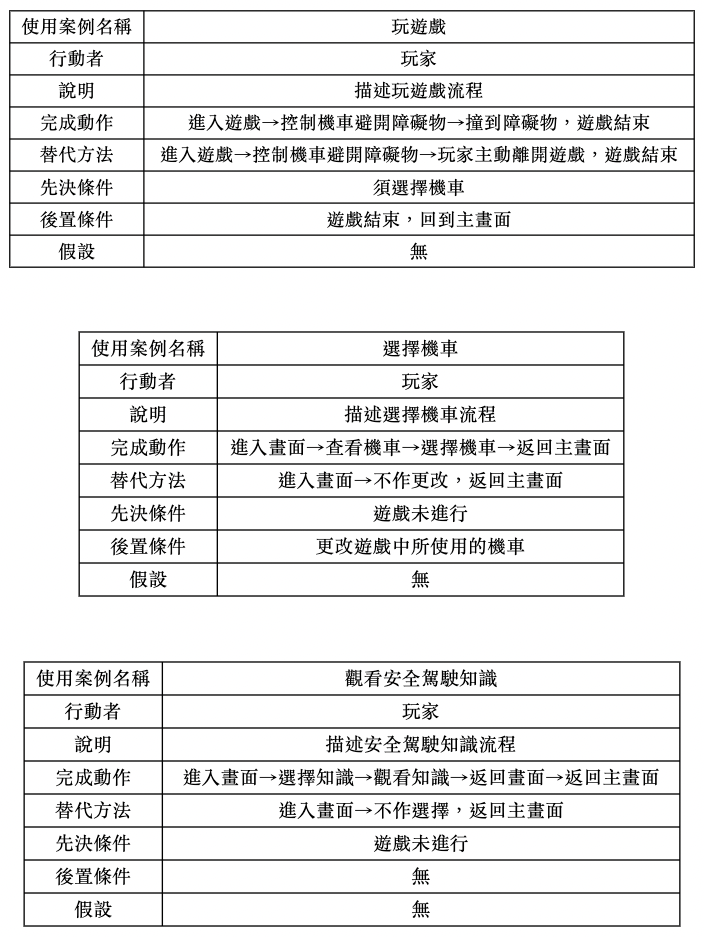 使用案例名稱 玩遊戲
行動者 玩家
說明 描述玩遊戲流程
完成動作 進入遊戲→控制機車避開障礙物→撞到障礙物，遊戲結束
替代方法 進入遊戲→控制機車避開障礙物→玩家主動離開遊戲，遊戲結束
先決條件 須選擇機車
後置條件 遊戲結束，回到主畫面
假設 無
使用案例名稱 選擇機車
行動者 玩家
說明 描述選擇機車流程
完成動作 進入畫面→查看機車→選擇機車→返回主畫面
替代方法 進入畫面→不作更改，返回主畫面
先決條件 遊戲未進行
後置條件 更改遊戲中所使用的機車
假設 無
使用案例名稱 觀看安全駕駛知識
行動者 玩家
說明 描述安全駕駛知識流程
完成動作 進入畫面→選擇知識→觀看知識→返回畫面→返回主畫面
替代方法 進入畫面→不作選擇，返回主畫面
先決條件 遊戲未進行
後置條件 無
假設 無